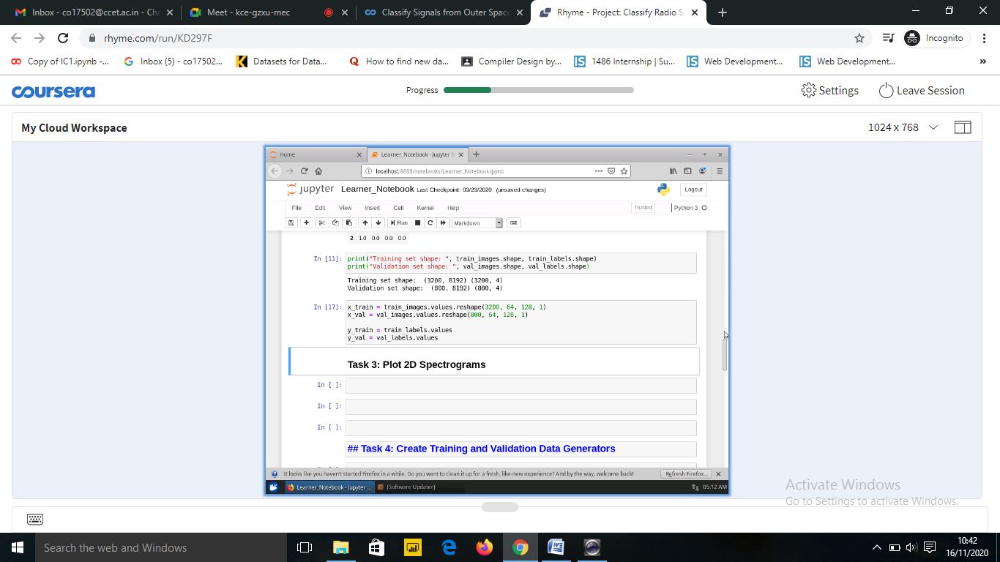 Inbox - co17502@ccet.ac.in - Ch
Meet - kce-gzxu-mec
Classify Signals from Outer Space
Rhyme - Project: Classify Radio S
rhyme.com/run/KD297F
Incognito
Copy of IC1.ipynb -...
Inbox (5) - co17502...
Datasets for Data...
How to find new da...
Compiler Design by...
1486 Internship | Su...
Web Development...
Web Development...
coursera
Progress
Settings
Leave Session
My Cloud Workspace
1024 x 768
Home
Learner_Notebook - Jupyter N
localhost:8888/notebooks/Learner_Notebook.ipynb
jupyter Learner_Notebook Last Checkpoint: 03/23/2020 (unsaved changes)
Logout
File Edit View Insert Cell Kernel Help
Trusted
Python 3
Run
Markdown
2 1.0 0.0 0.0 0.0
In [11]: print("Training set shape: ", train_images.shape, train_labels.shape)
print("Validation set shape: ", val_images.shape, val_labels.shape)
Training set shape: (3200, 8192) (3200, 4)
Validation set shape: (800, 8192) (800, 4)
In [17]: x_train = train_images.values.reshape(3200, 64, 128, 1)
x_val = val_images.values.reshape(800, 64, 128, 1)
y_train = train_labels.values
y_val = val_labels.values
Task 3: Plot 2D Spectrograms
In [ ]:
In [ ]:
In [ ]:
## Task 4: Create Training and Validation Data Generators
It looks like you haven't started Firefox in a while. Do you want to clean it up for a fresh, like-new experience? And by the way, welcome back!
Refresh Firefox...
Learner_Notebook - Jupyter ...
[Software Updater]
05:12 AM
Activate Windows
Go to Settings to activate Windows.
Search the web and Windows
10:42
16/11/2020